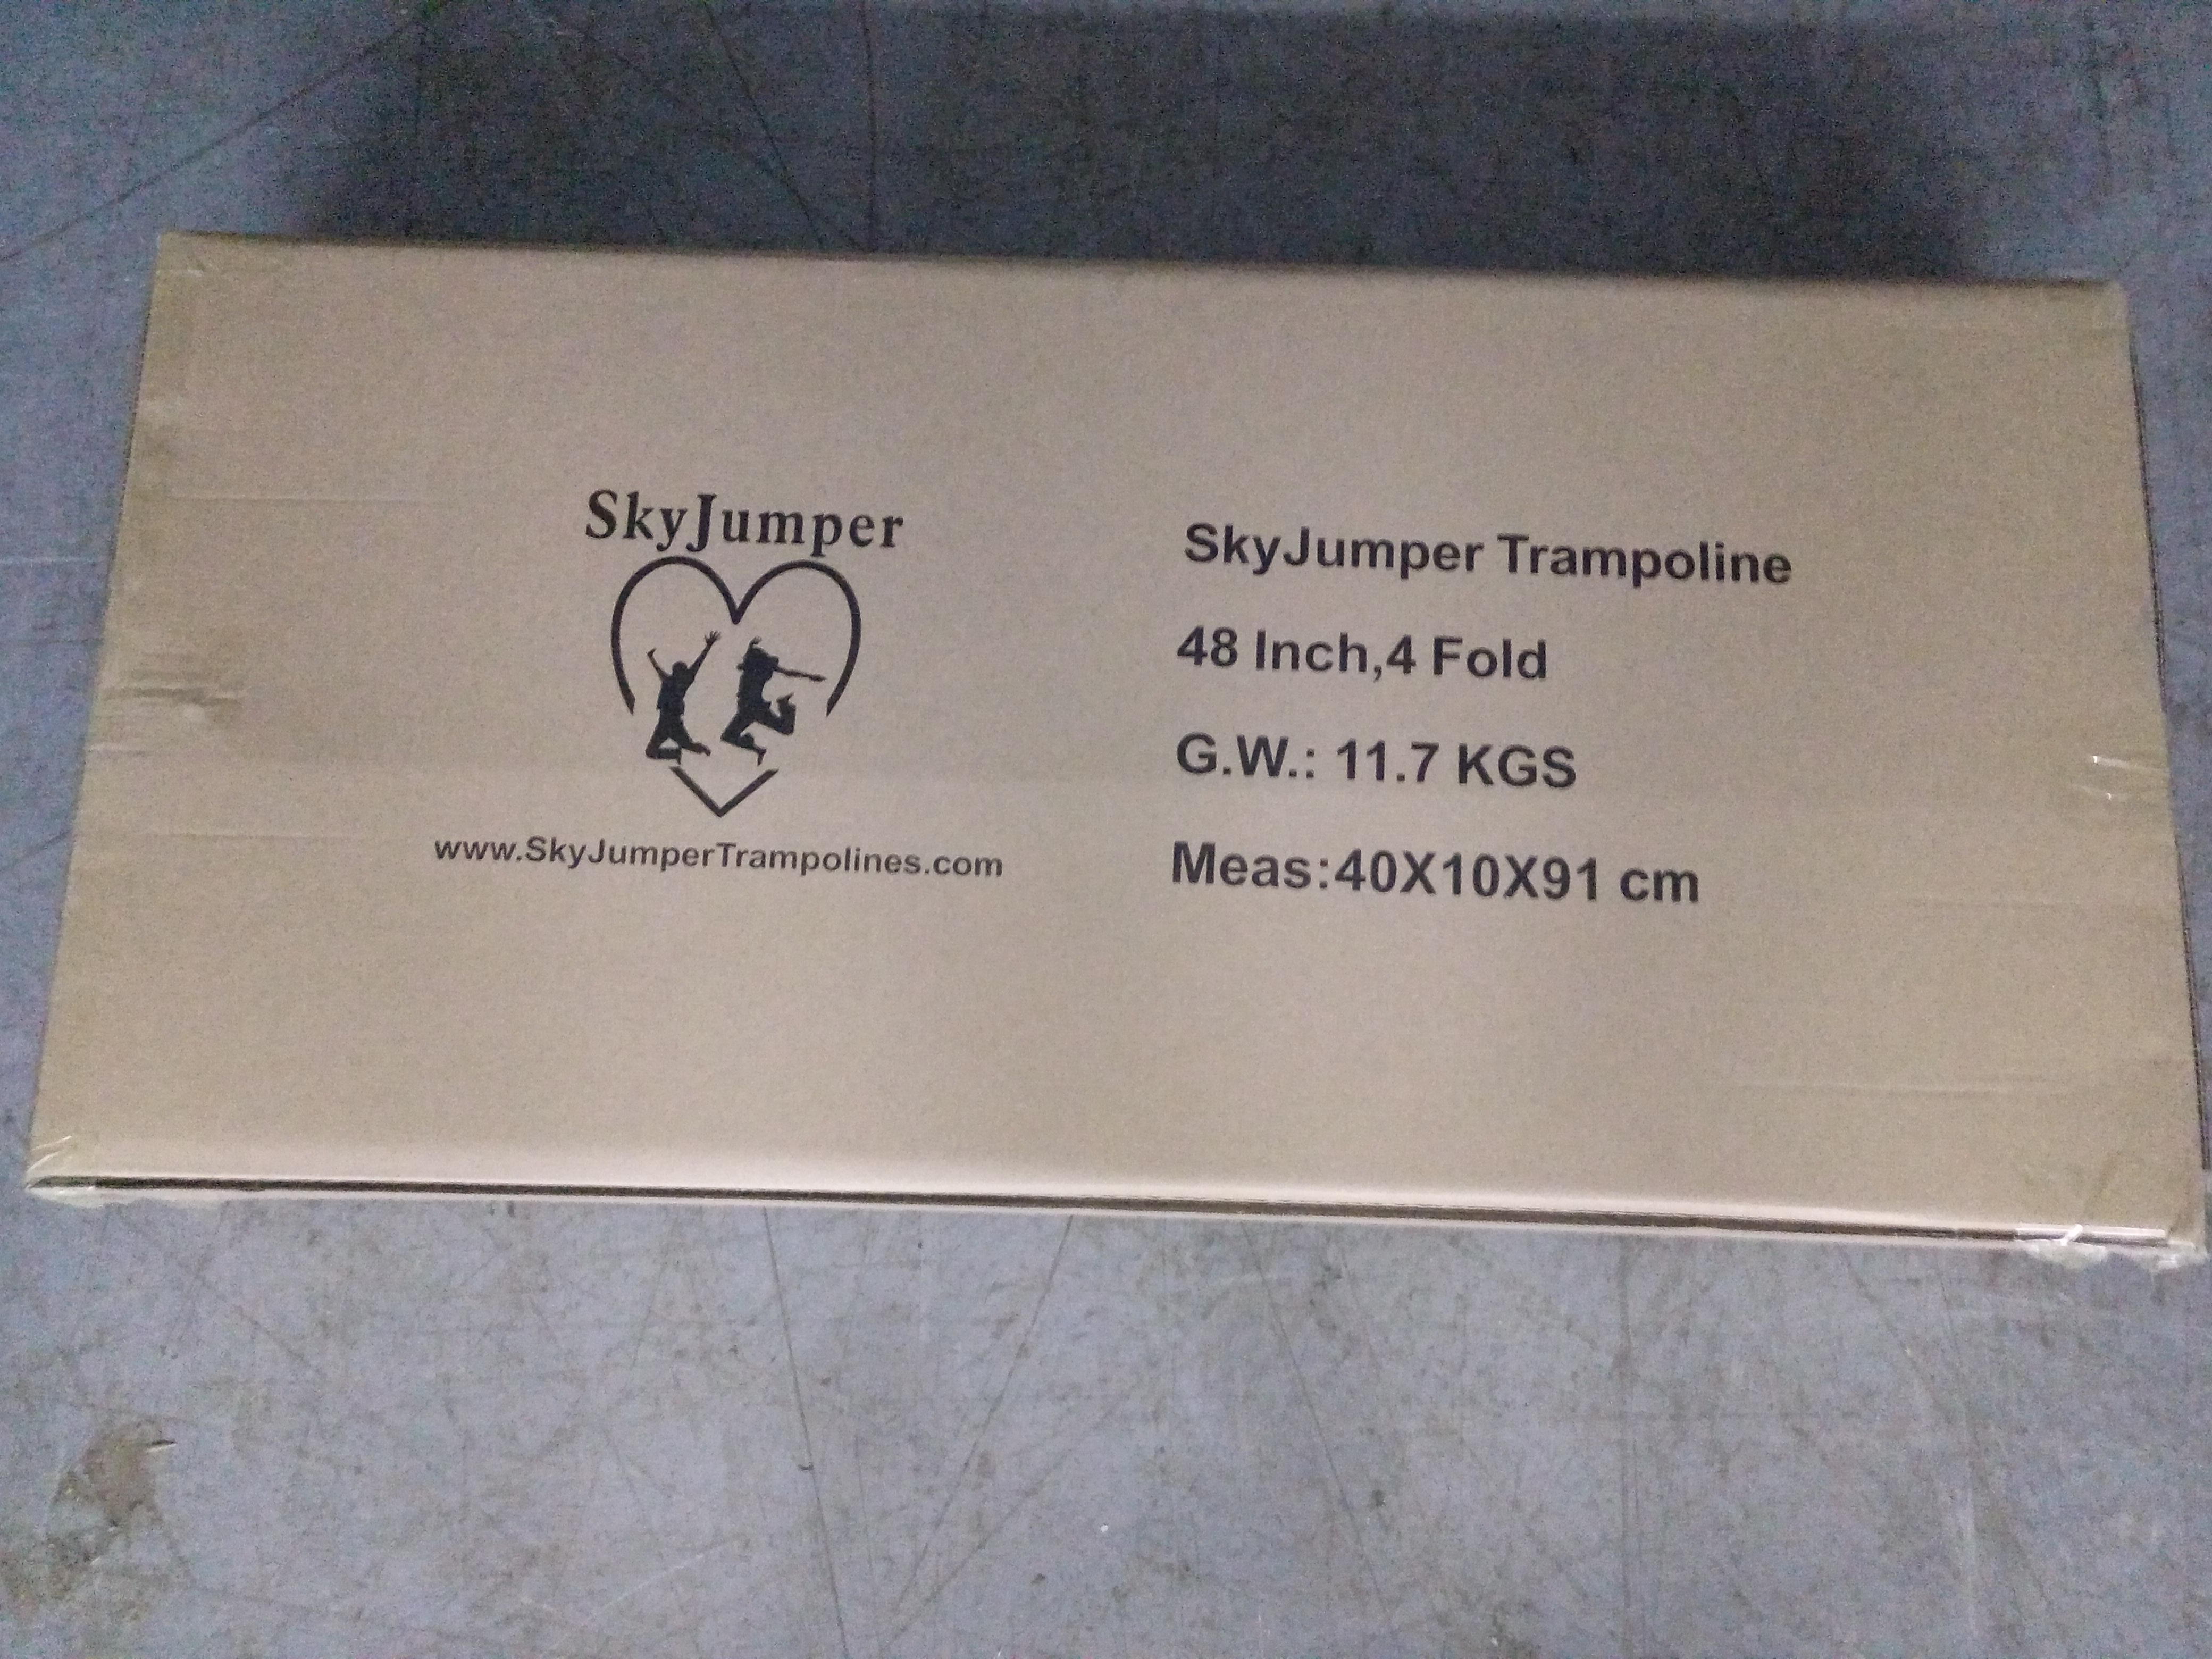 SkyJumper
www.SkyJumperTrampolines.com
SkyJumper Trampoline
48 Inch,4 Fold
G.W.: 11.7 KGS
Meas:40X10X91 cm